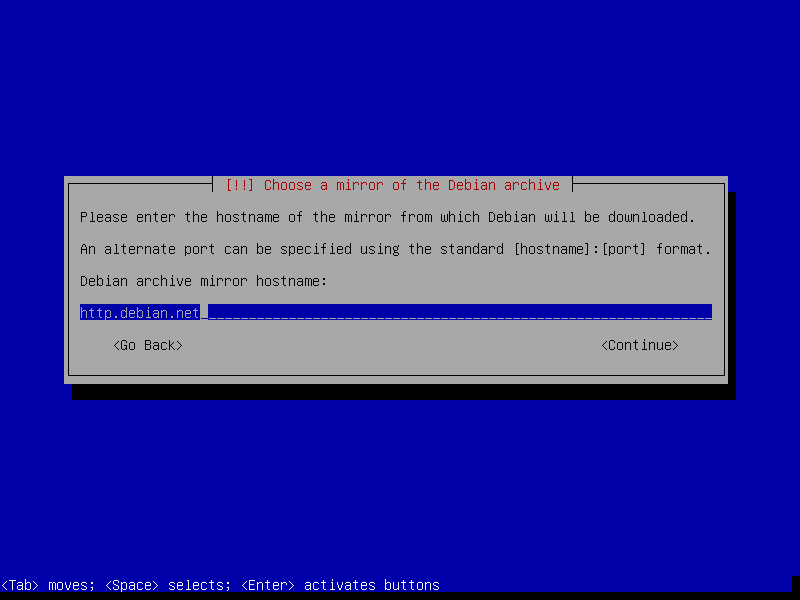 [!!] Choose a mirror of the Debian archive
Please enter the hostname of the mirror from which Debian will be downloaded.
An alternate port can be specified using the standard [hostname]:[port] format.
Debian archive mirror hostname:
http.debian.net
<Go Back> <Continue>
<Tab> moves; <Space> selects; <Enter> activates buttons